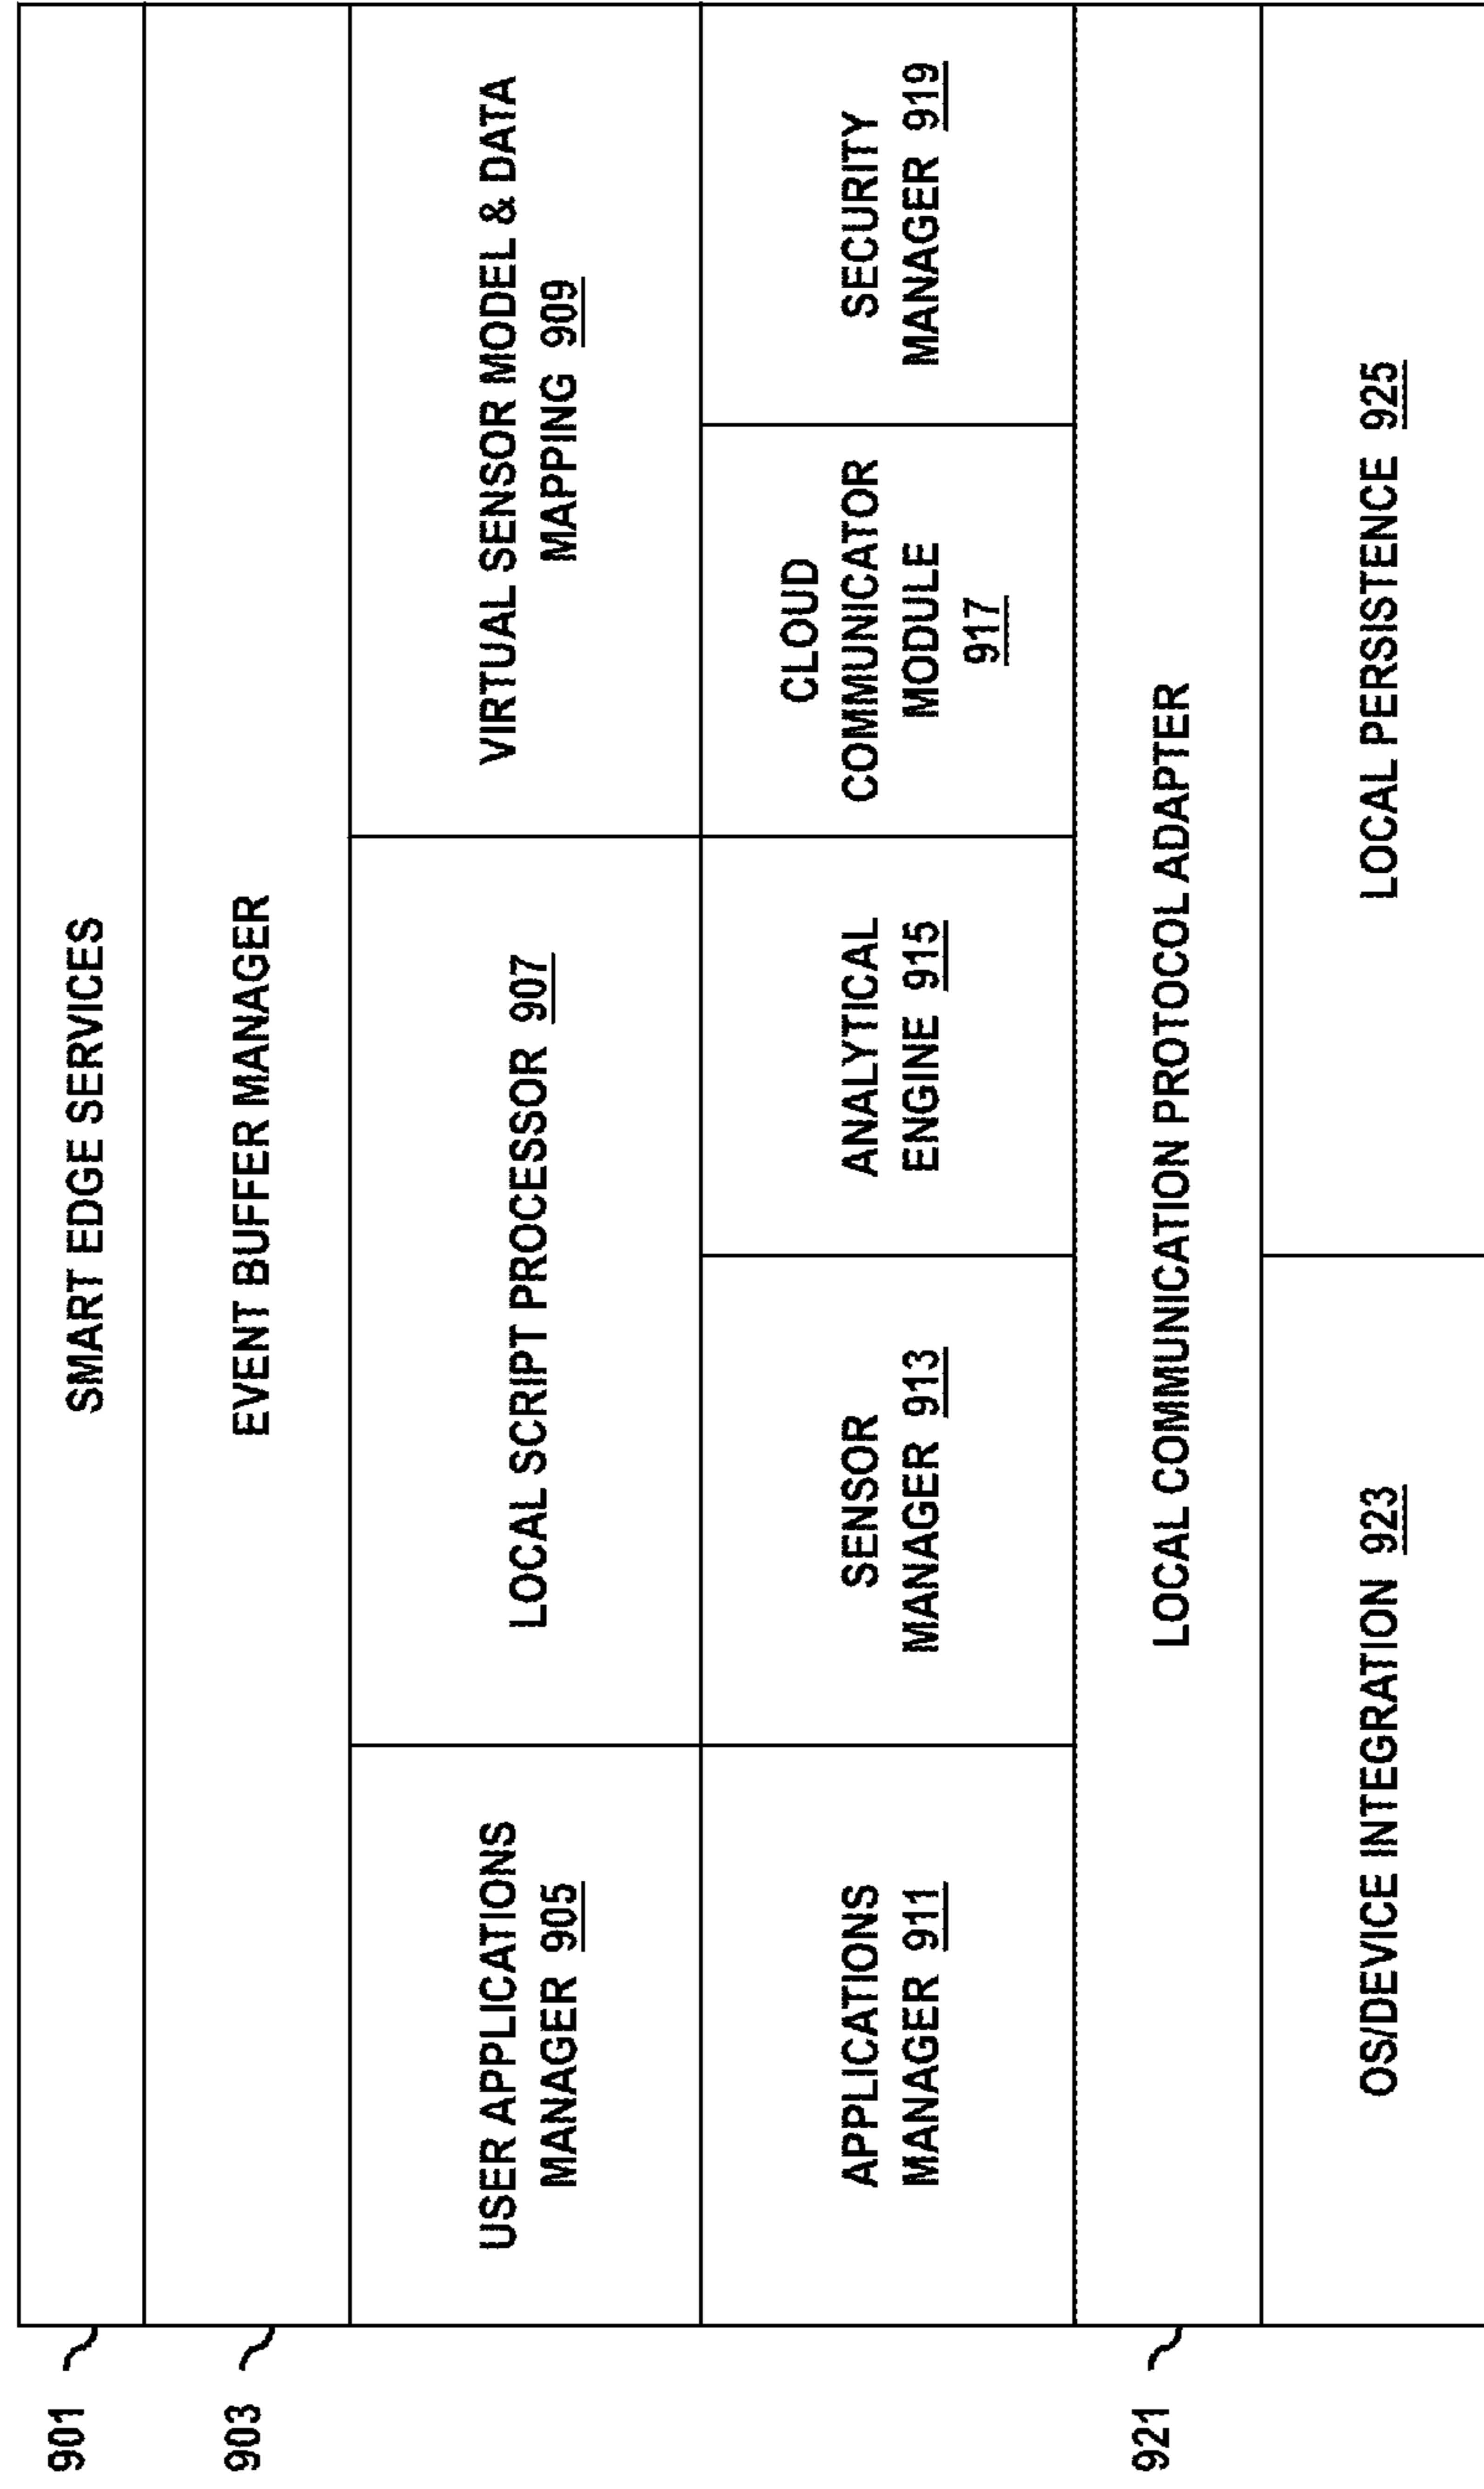 901
SMART EDGE SERVICES
903
EVENT BUFFER MANAGER
USER APPLICATIONS
MANAGER 905
LOCAL SCRIPT PROCESSOR 907
VIRTUAL SENSOR MODEL & DATA
MAPPING 909
APPLICATIONS
MANAGER 911
SENSOR
MANAGER 913
ANALYTICAL
ENGINE 915
CLOUD
COMMUNICATOR
MODULE
917
SECURITY
MANAGER 919
921
LOCAL COMMUNICATION PROTOCOL ADAPTER
OS/DEVICE INTEGRATION 923
LOCAL PERSISTENCE 925